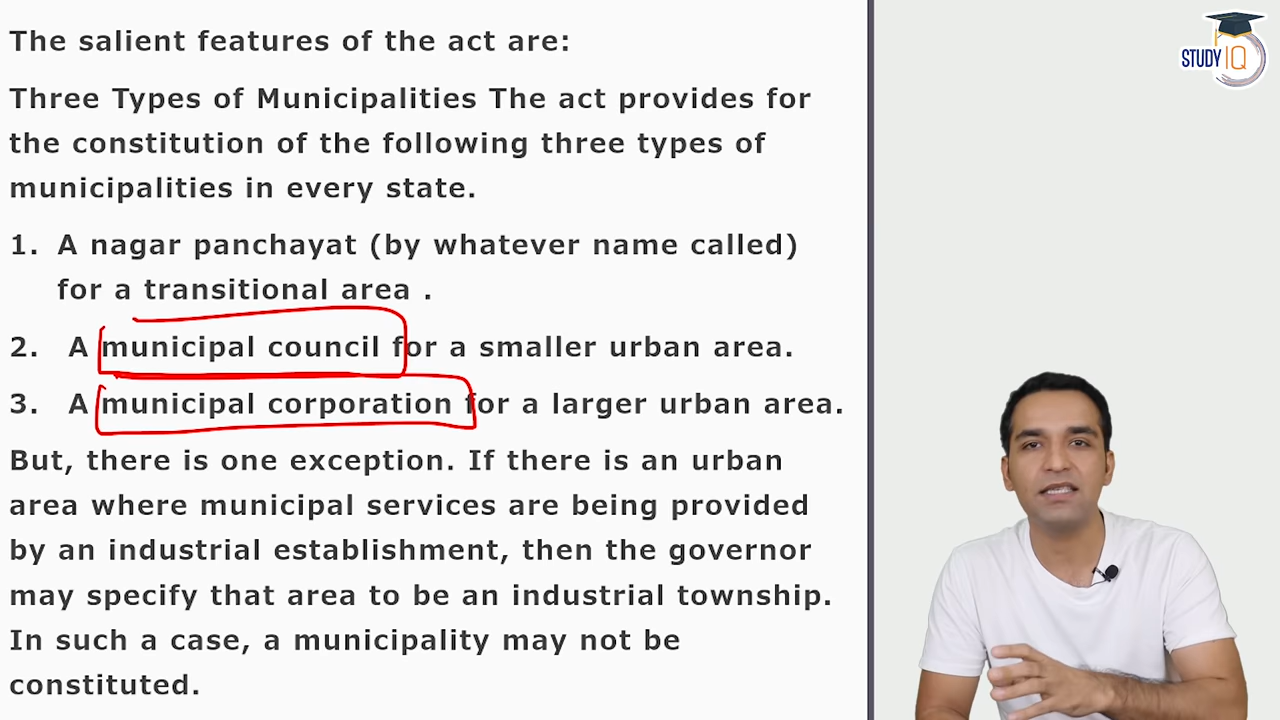 The salient features of the act are:
Three Types of Municipalities The act provides for
the constitution of the following three types of
municipalities in every state.
1. A nagar panchayat (by whatever name called)
for a transitional area .
2. A municipal council for a smaller urban area.
3. A municipal corporation for a larger urban area.
But, there is one exception. If there is an urban
area where municipal services are being provided
by an industrial establishment, then the governor
may specify that area to be an industrial township.
In such a case, a municipality may not be
constituted.
STUDY IQ